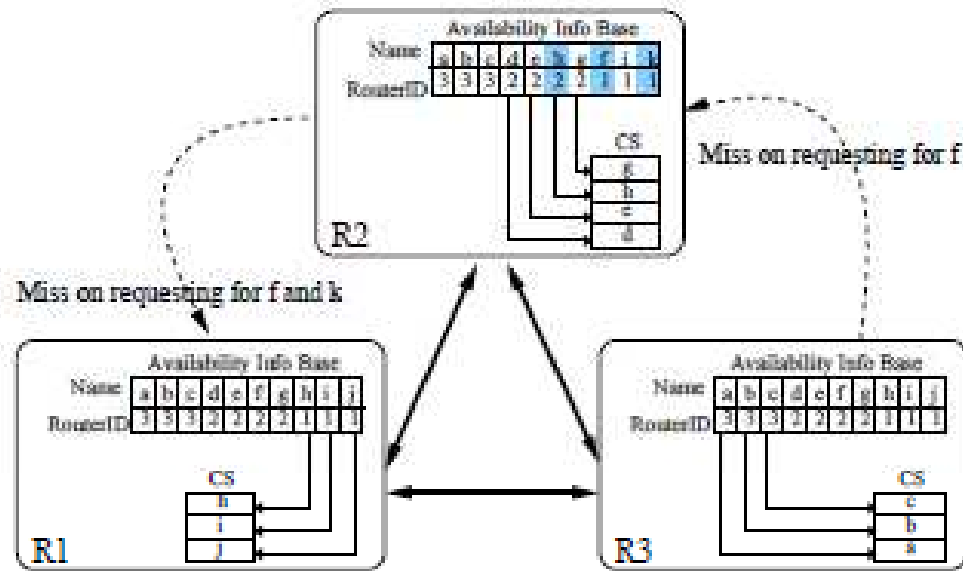 Availability Info Base
Name a b c d e h g f i k
RouterID 3 3 3 2 2 2 2 1 1 1
CS
g
h
e
d
R2
Miss on requesting for f
Miss on requesting for f and k
Availability Info Base
Name a b c d e f g h i j
RouterID 3 3 3 2 2 2 2 1 1 1
CS
h
i
j
R1
Availability Info Base
Name a b c d e f g h i j
RouterID 3 3 3 2 2 2 2 1 1 1
CS
c
b
a
R3